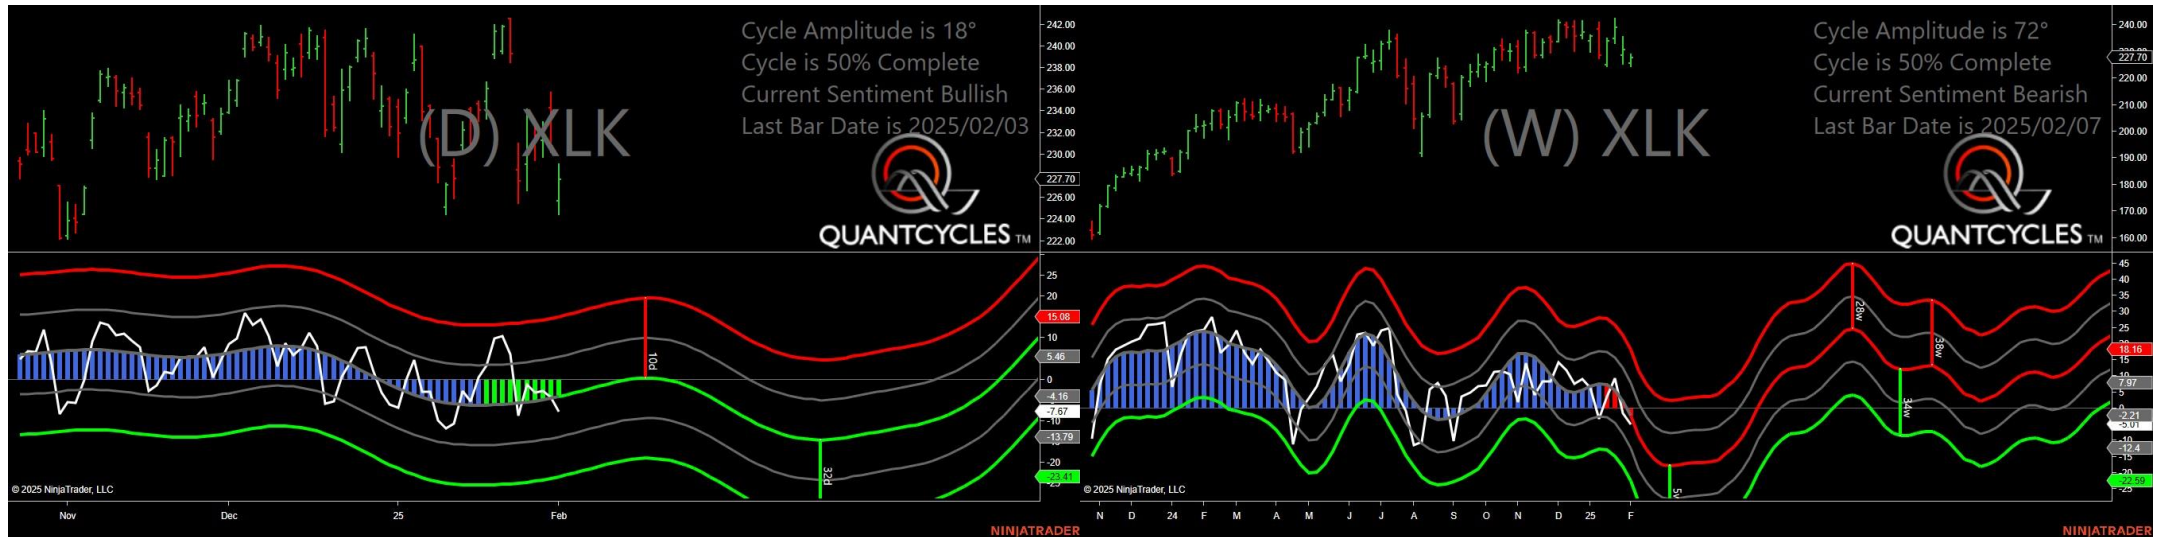 Cycle Amplitude is 18°
Cycle is 50% Complete
Current Sentiment Bullish
Last Bar Date is 2025/02/03
(D) XLK
QUANTCYCLES TM
242.00
240.00
238.00
236.00
234.00
232.00
230.00
227.70
226.00
224.00
222.00
25
20
15.08
10
5.46
0
-4.16
-7.67
-10
-13.79
-20
-23.41
10d
32d
© 2025 NinjaTrader, LLC
Nov
Dec
25
Feb
NINJATRADER
Cycle Amplitude is 72°
Cycle is 50% Complete
Current Sentiment Bearish
Last Bar Date is 2025/02/07
(W) XLK
QUANTCYCLES TM
240.00
227.70
220.00
210.00
200.00
190.00
180.00
170.00
160.00
45
40
35
30
25
18.16
7.97
-2.21
-5.01
-12.4
-22.59
28w
38w
34w
© 2025 NinjaTrader, LLC
N
D
24
F
M
A
M
J
J
A
S
O
N
D
25
F
NINJATRADER